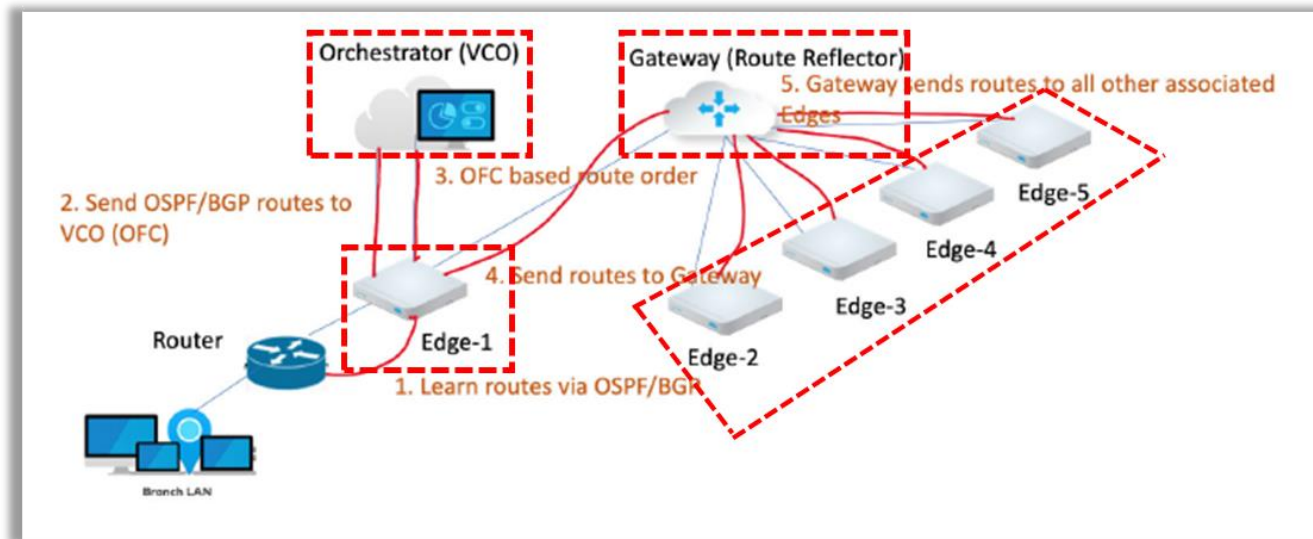 Orchestrator (VCO)
Gateway (Route Reflector)
5. Gateway sends routes to all other associated
Edges
Edge-5
3. OFC based route order
2. Send OSPF/BGP routes to
VCO (OFC)
Edge-4
4. Send routes to Gateway
Edge-3
Router
Edge-1
Edge-2
1. Learn routes via OSPF/BGP
Branch LAN